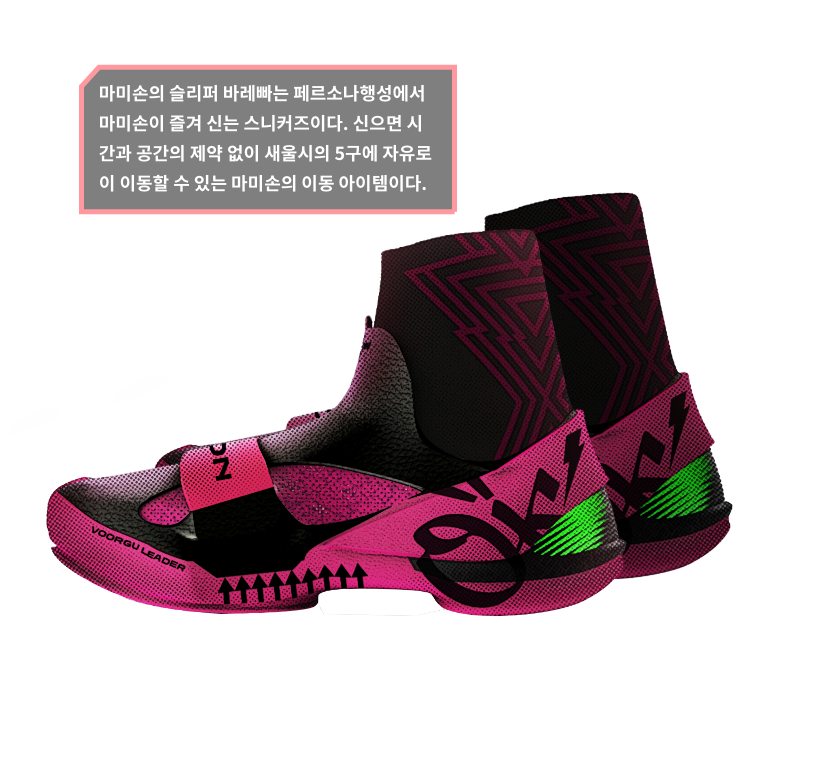 마미손의 슬리퍼 바레빠는 페르소나행성에서
마미손이 즐겨 신는 스니커즈이다. 신으면 시
간과 공간의 제약 없이 새울시의 5구에 자유로
이 이동할 수 있는 마미손의 이동 아이템이다.
VOORGU LEADER